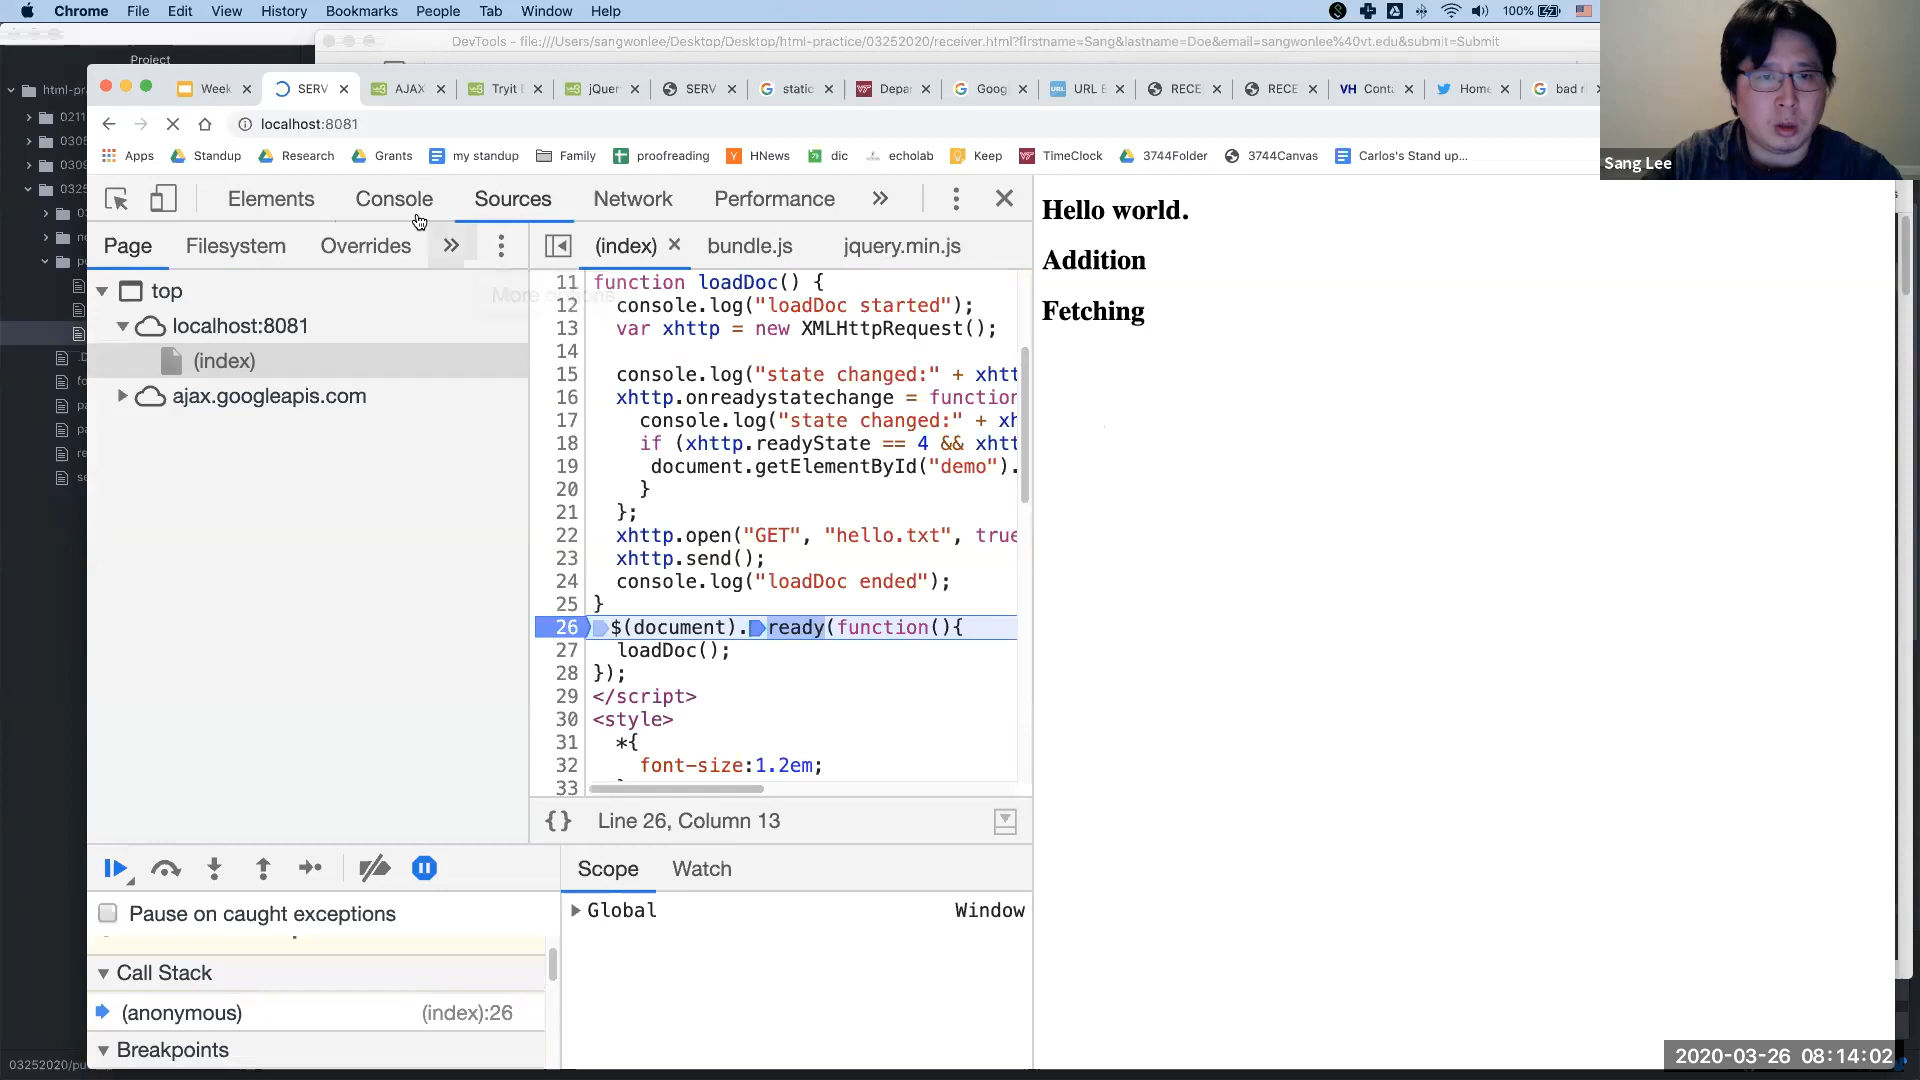 Chrome File Edit View History Bookmarks People Tab Window Help 100%
DevTools - file:///Users/sangwonlee/Desktop/Desktop/html-practice/03252020/receiver.html?firstname=Sang&lastname=Doe&email=sangwonlee%40vt.edu&submit=Submit
Project
html-pr
Week SERV AJAX Tryit E jQuer SERV static Depar Goog URL E RECE RECE VH Conta Home bad r
localhost:8081
Apps Standup Research Grants my standup Family proofreading HNews dic echolab Keep TimeClock 3744Folder 3744Canvas Carlos's Stand up...
Sang Lee
Elements Console Sources Network Performance »
Page Filesystem Overrides » (index) bundle.js jquery.min.js
top
localhost:8081
(index)
ajax.googleapis.com
11 function loadDoc() {
12 console.log("loadDoc started");
13 var xhttp = new XMLHttpRequest();
14
15 console.log("state changed:" + xhtt
16 xhttp.onreadystatechange = function
17 console.log("state changed:" + xh
18 if (xhttp.readyState == 4 && xhtt
19 document.getElementById("demo").
20 }
21 };
22 xhttp.open("GET", "hello.txt", true
23 xhttp.send();
24 console.log("loadDoc ended");
25 }
26 $(document).ready(function(){
27 loadDoc();
28 });
29 </script>
30 <style>
31 *{
32 font-size:1.2em;
33
{} Line 26, Column 13
Scope Watch
Pause on caught exceptions
Global Window
Call Stack
(anonymous) (index):26
Breakpoints
Hello world.
Addition
Fetching
03252020/pu
2020-03-26 08:14:02